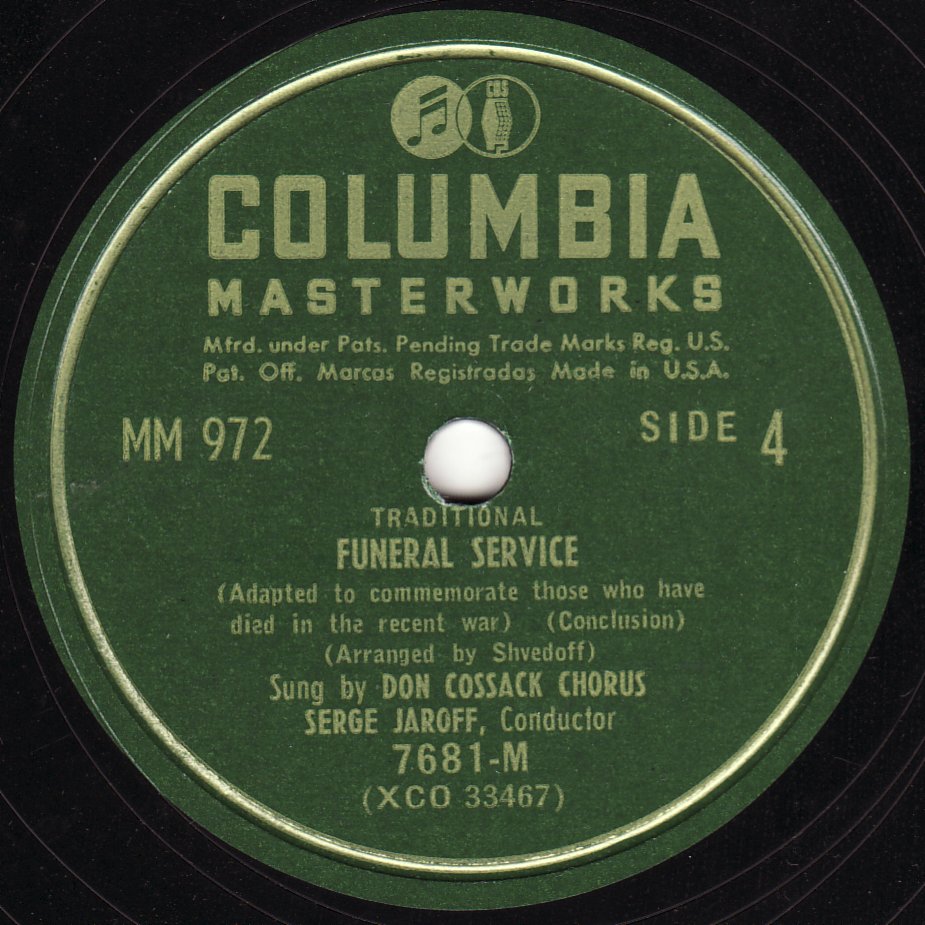 CBS
COLUMBIA
MASTERWORKS
Mfrd. under Pats. Pending Trade Marks Reg. U.S.
Pat. Off. Marcas Registradas Made in U.S.A.
MM 972
SIDE 4
TRADITIONAL
FUNERAL SERVICE
(Adapted to commemorate those who have
died in the recent war) (Conclusion)
(Arranged by Shvedoff)
Sung by DON COSSACK CHORUS
SERGE JAROFF, Conductor
7681-M
(XCO 33467)